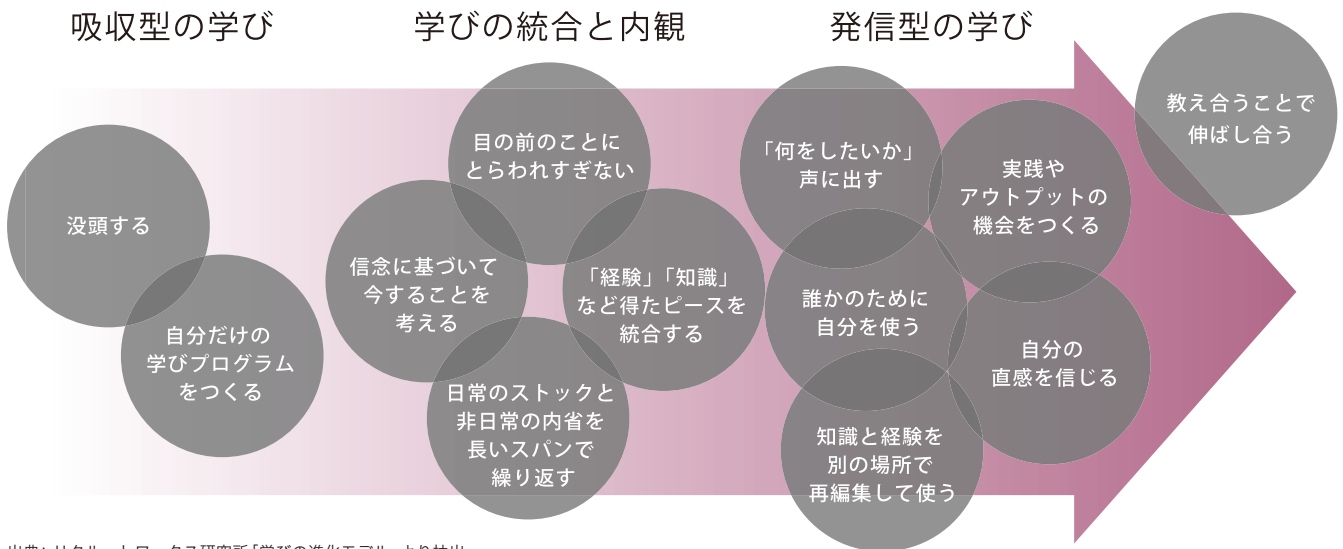 吸収型の学び
学びの統合と内観
発信型の学び
没頭する
自分だけの
学びプログラム
をつくる
目の前のことに
とらわれすぎない
信念に基づいて
今することを
考える
「経験」「知識」
など得たピースを
統合する
日常のストックと
非日常の内省を
長いスパンで
繰り返す
「何をしたいか」
声に出す
誰かのために
自分を使う
知識と経験を
別の場所で
再編集して使う
実践や
アウトプットの
機会をつくる
自分の
直感を信じる
教え合うことで
伸ばし合う